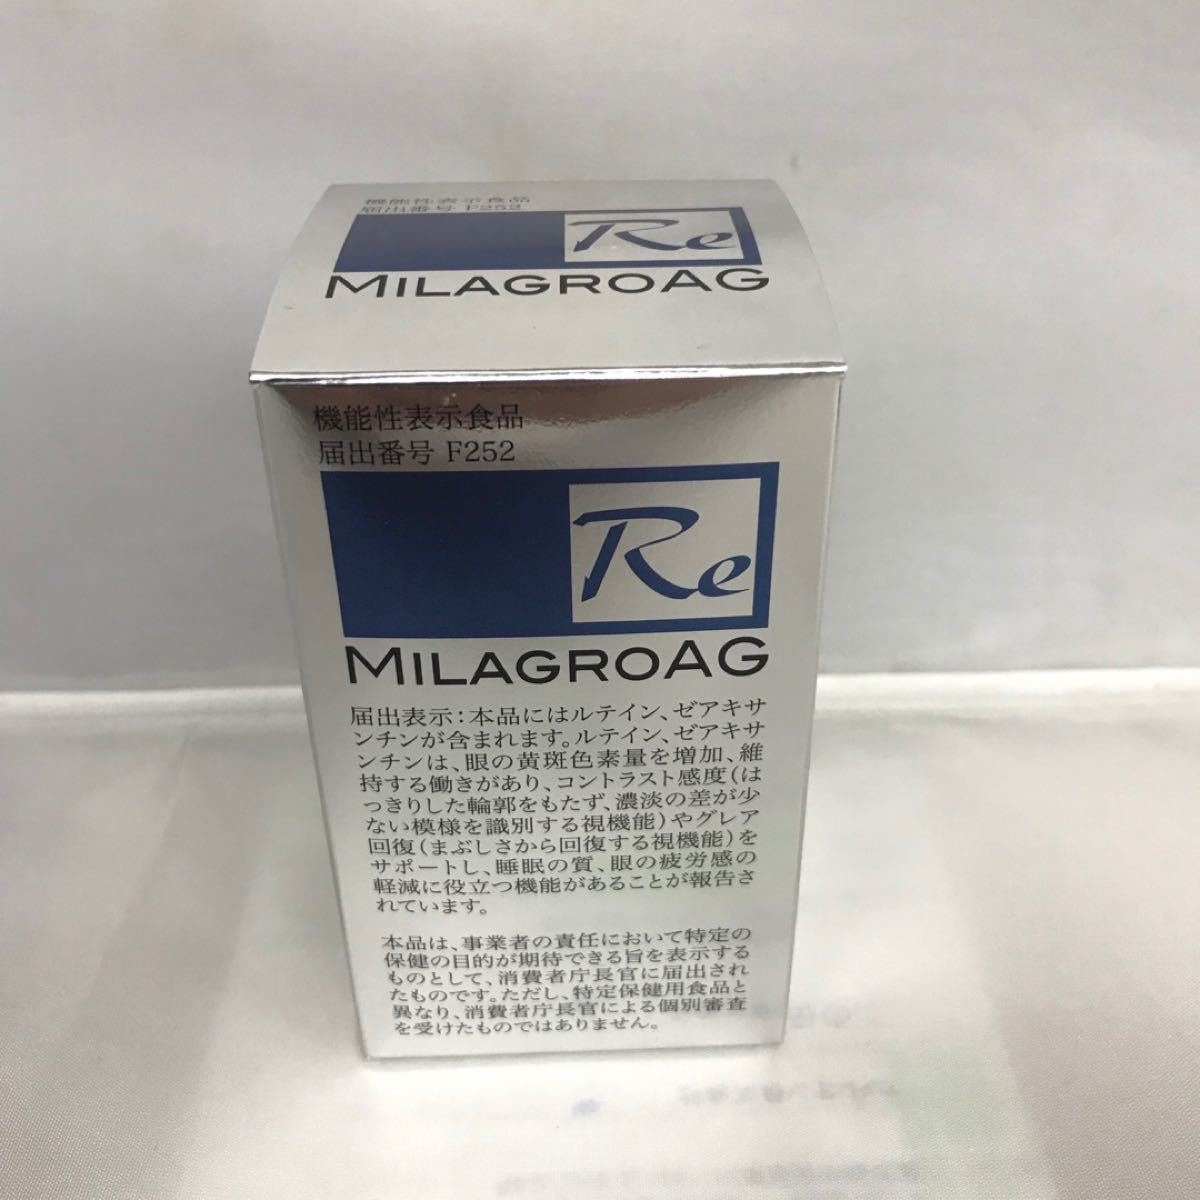 機能性表示食品
届出番号 F252
Re
MILAGROAG
機能性表示食品
届出番号 F252
Re
MILAGROAG
届出表示：本品にはルテイン、ゼアキサ
ンチンが含まれます。ルテイン、ゼアキサ
ンチンは、眼の黄斑色素量を増加、維
持する働きがあり、コントラスト感度（は
っきりした輪郭をもたず、濃淡の差が少
ない模様を識別する視機能）やグレア
回復（まぶしさから回復する視機能）を
サポートし、睡眠の質、眼の疲労感の
軽減に役立つ機能があることが報告さ
れています。
本品は、事業者の責任において特定の
保健の目的が期待できる旨を表示する
ものとして、消費者庁長官に届出され
たものです。ただし、特定保健用食品と
異なり、消費者庁長官による個別審査
を受けたものではありません。